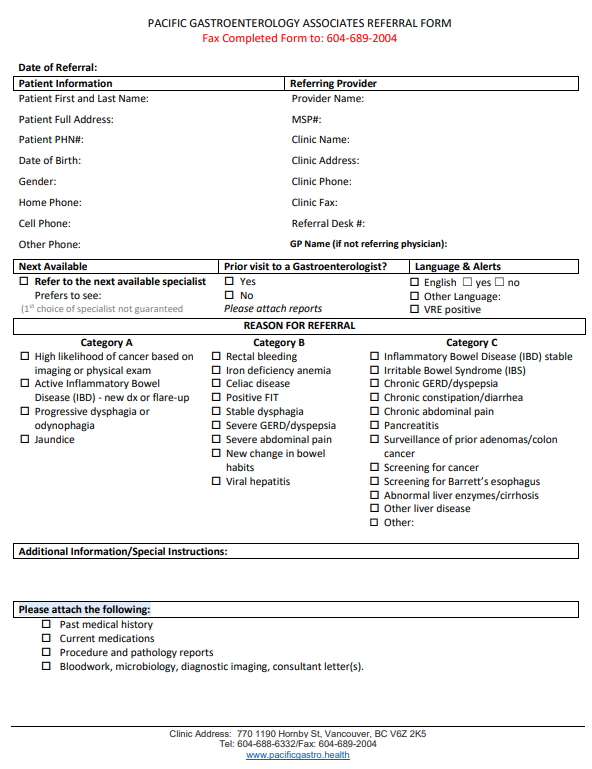 PACIFIC GASTROENTEROLOGY ASSOCIATES REFERRAL FORM
Fax Completed Form to: 604-689-2004
Date of Referral:
Patient Information
Referring Provider
Patient First and Last Name:
Provider Name:
Patient Full Address:
MSP#:
Patient PHN#:
Clinic Name:
Date of Birth:
Clinic Address:
Gender:
Clinic Phone:
Home Phone:
Clinic Fax:
Cell Phone:
Referral Desk #:
Other Phone:
GP Name (if not referring physician):
Next Available
Prior visit to a Gastroenterologist?
Language & Alerts
☐ Refer to the next available specialist
Prefers to see:
(1st choice of specialist not guaranteed
☐ Yes
☐ No
Please attach reports
☐ English ☐ yes ☐ no
☐ Other Language:
☐ VRE positive
REASON FOR REFERRAL
Category A
☐ High likelihood of cancer based on
imaging or physical exam
☐ Active Inflammatory Bowel
Disease (IBD) - new dx or flare-up
☐ Progressive dysphagia or
odynophagia
☐ Jaundice
Category B
☐ Rectal bleeding
☐ Iron deficiency anemia
☐ Celiac disease
☐ Positive FIT
☐ Stable dysphagia
☐ Severe GERD/dyspepsia
☐ Severe abdominal pain
☐ New change in bowel
habits
☐ Viral hepatitis
Category C
☐ Inflammatory Bowel Disease (IBD) stable
☐ Irritable Bowel Syndrome (IBS)
☐ Chronic GERD/dyspepsia
☐ Chronic constipation/diarrhea
☐ Chronic abdominal pain
☐ Pancreatitis
☐ Surveillance of prior adenomas/colon
cancer
☐ Screening for cancer
☐ Screening for Barrett's esophagus
☐ Abnormal liver enzymes/cirrhosis
☐ Other liver disease
☐ Other:
Additional Information/Special Instructions:
Please attach the following:
☐ Past medical history
☐ Current medications
☐ Procedure and pathology reports
☐ Bloodwork, microbiology, diagnostic imaging, consultant letter(s).
Clinic Address: 770 1190 Hornby St, Vancouver, BC V6Z 2K5
Tel: 604-688-6332/Fax: 604-689-2004
www.pacificgastro.health